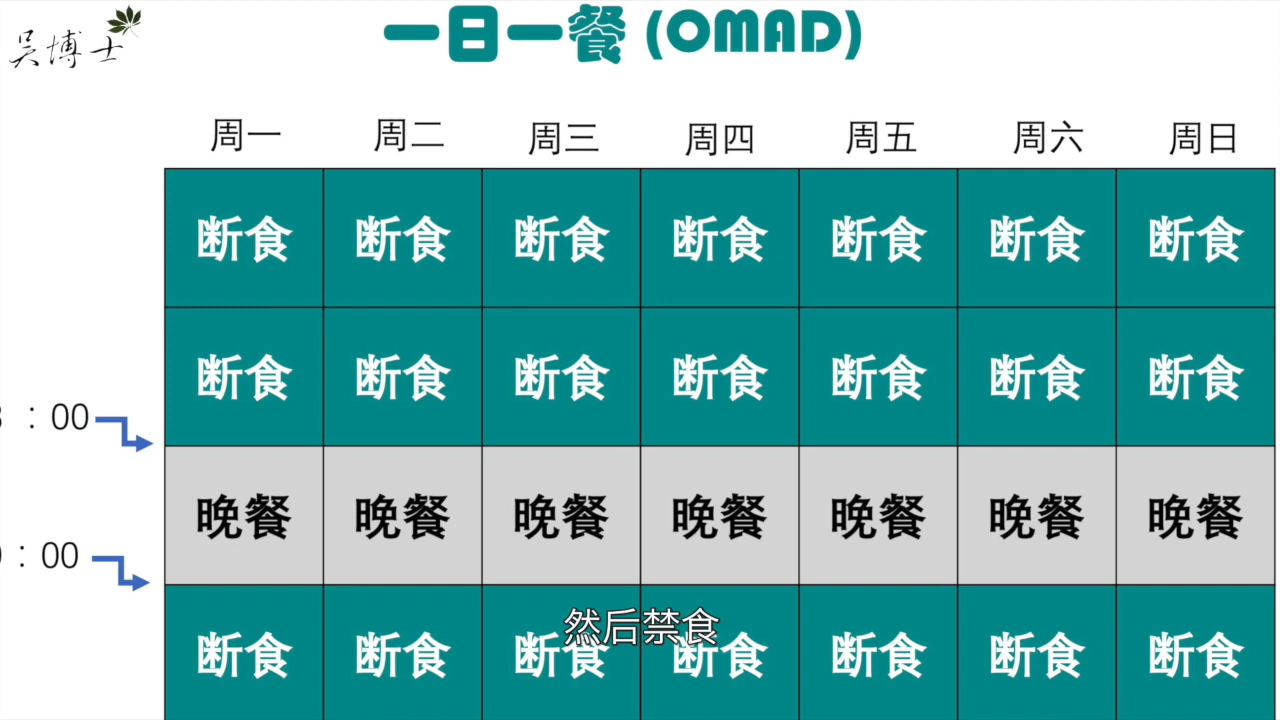 吴博士
一日一餐 (OMAD)
周一 周二 周三 周四 周五 周六 周日
断食 断食 断食 断食 断食 断食 断食
断食 断食 断食 断食 断食 断食 断食
:00
晚餐 晚餐 晚餐 晚餐 晚餐 晚餐 晚餐
:00
然后禁食
断食 断食 断食 断食 断食 断食 断食